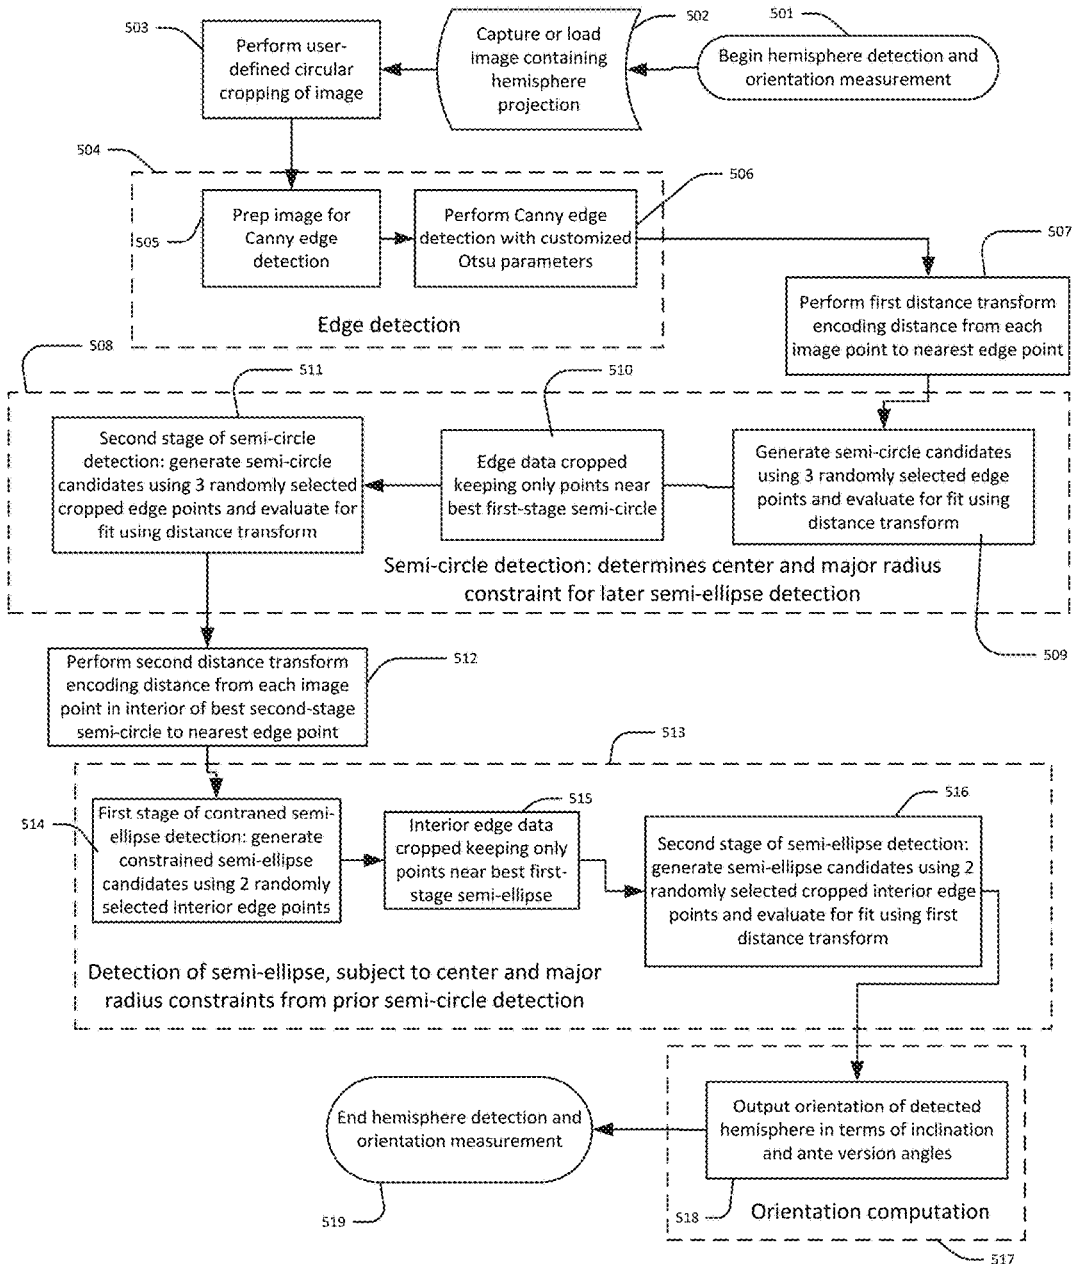 501
Begin hemisphere detection and
orientation measurement
502
Capture or load
image containing
hemisphere
projection
503
Perform user-
defined circular
cropping of image
504
505
Prep image for
Canny edge
detection
506
Perform Canny edge
detection with customized
Otsu parameters
Edge detection
507
Perform first distance transform
encoding distance from each
image point to nearest edge point
508
509
Generate semi-circle candidates
using 3 randomly selected edge
points and evaluate for fit using
distance transform
510
Edge data cropped
keeping only points near
best first-stage semi-circle
511
Second stage of semi-circle
detection: generate semi-circle
candidates using 3 randomly selected
cropped edge points and evaluate for
fit using distance transform
Semi-circle detection: determines center and major radius
constraint for later semi-ellipse detection
512
Perform second distance transform
encoding distance from each image
point in interior of best second-stage
semi-circle to nearest edge point
513
514
First stage of contraned semi-
ellipse detection: generate
constrained semi-ellipse
candidates using 2 randomly
selected interior edge points
515
Interior edge data
cropped keeping only
points near best first-
stage semi-ellipse
516
Second stage of semi-ellipse detection:
generate semi-ellipse candidates using 2
randomly selected cropped interior edge
points and evaluate for fit using first
distance transform
Detection of semi-ellipse, subject to center and major
radius constraints from prior semi-circle detection
517
518
Output orientation of detected
hemisphere in terms of inclination
and ante version angles
Orientation computation
519
End hemisphere detection and
orientation measurement